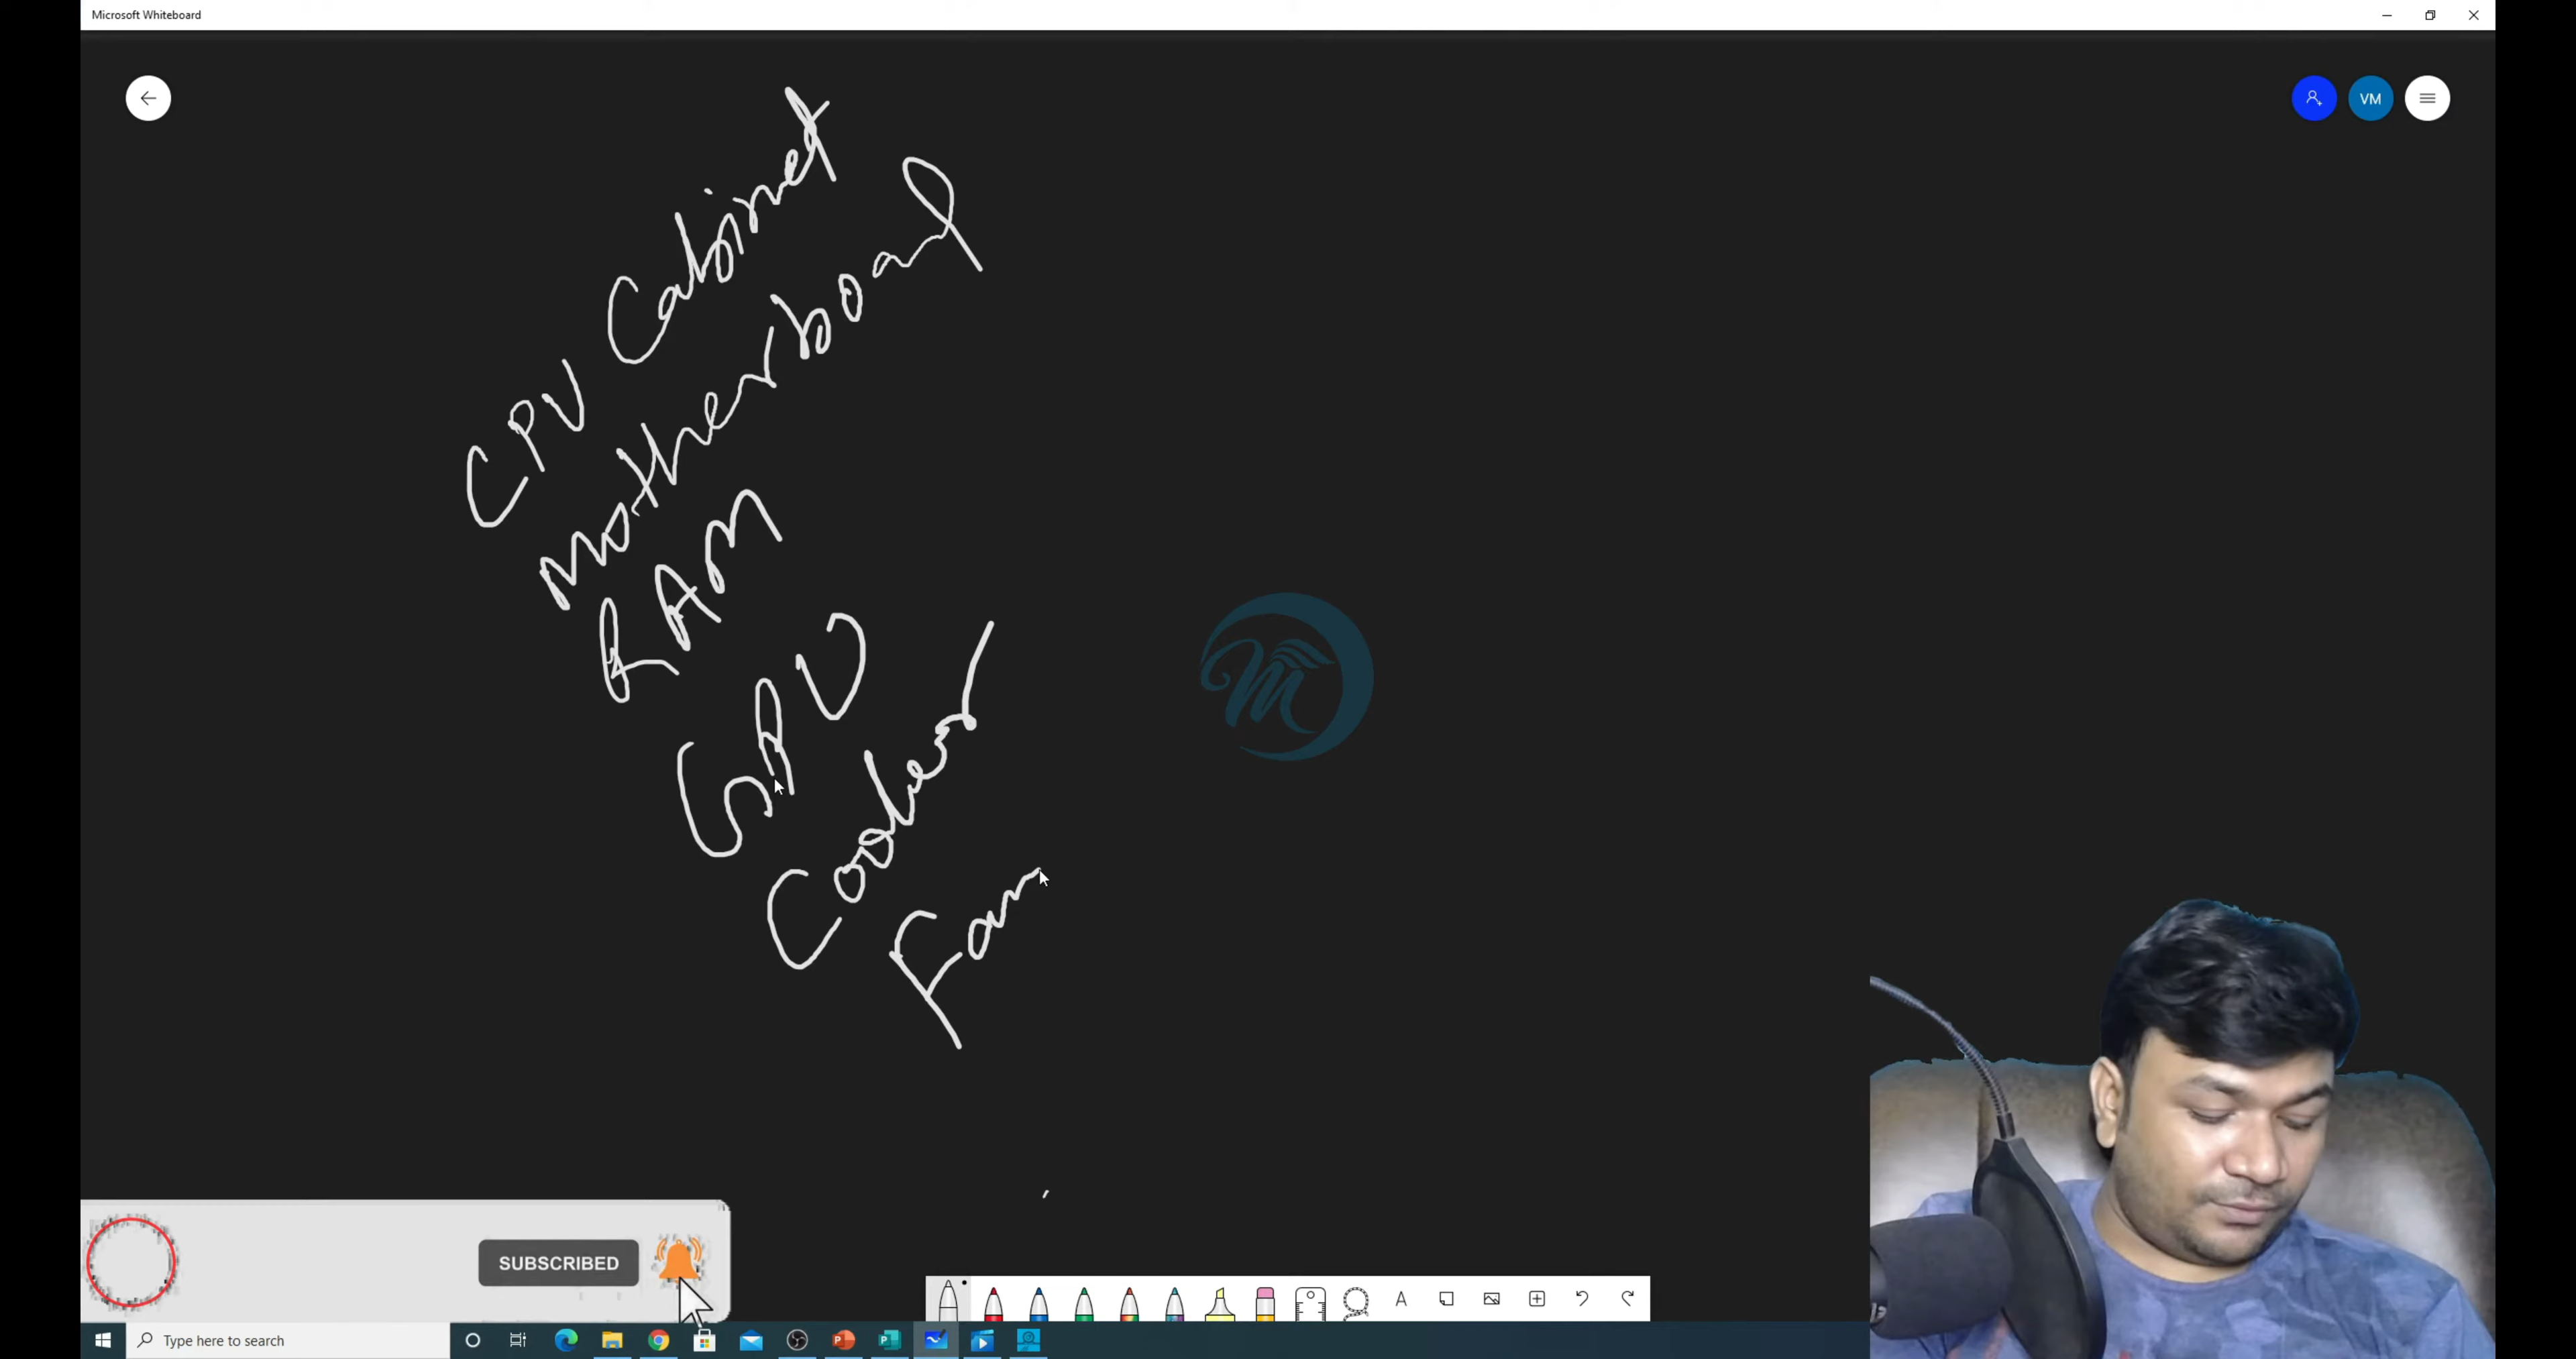 Microsoft Whiteboard
VM
CPU Cabinet
Motherboard
RAM
GPU
Cooler
Fan
M
SUBSCRIBED
A
Type here to search